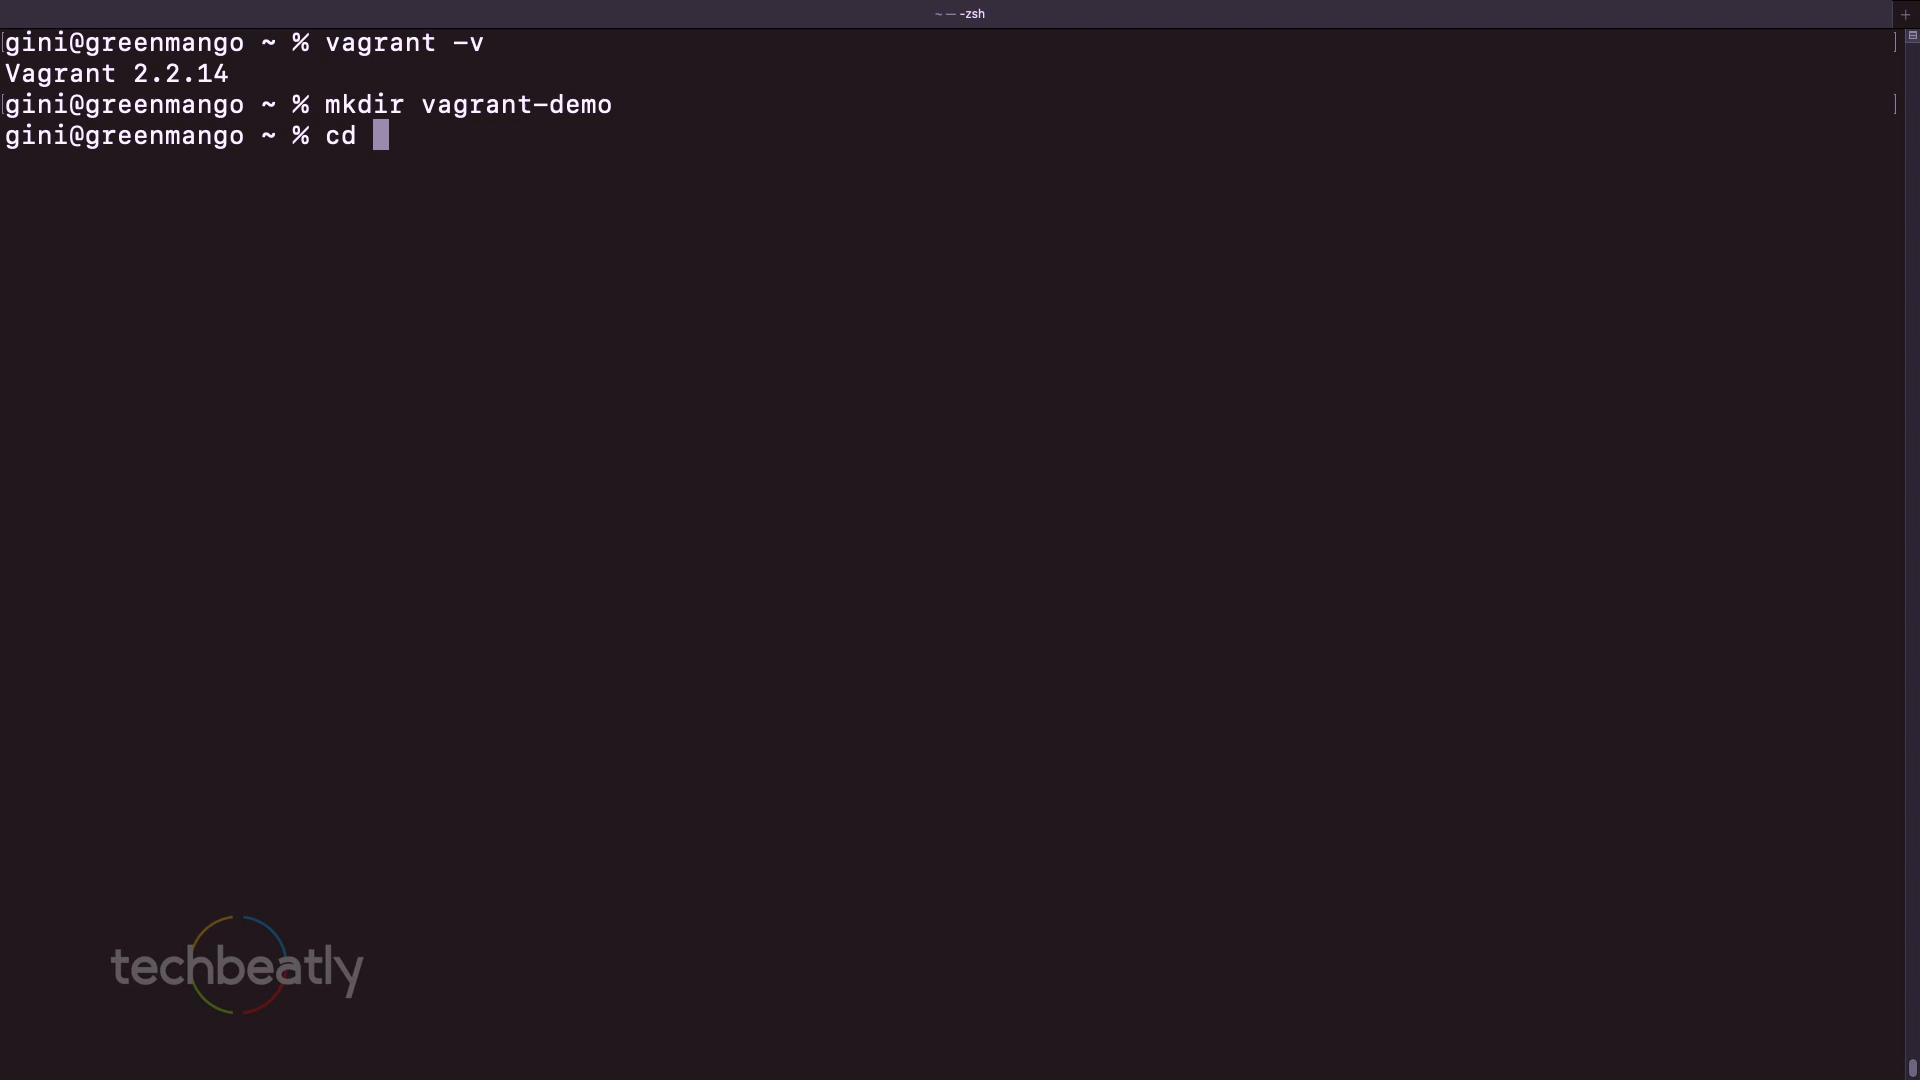 ~ — -zsh
gini@greenmango ~ % vagrant -v
Vagrant 2.2.14
gini@greenmango ~ % mkdir vagrant-demo
gini@greenmango ~ % cd
techbeatly